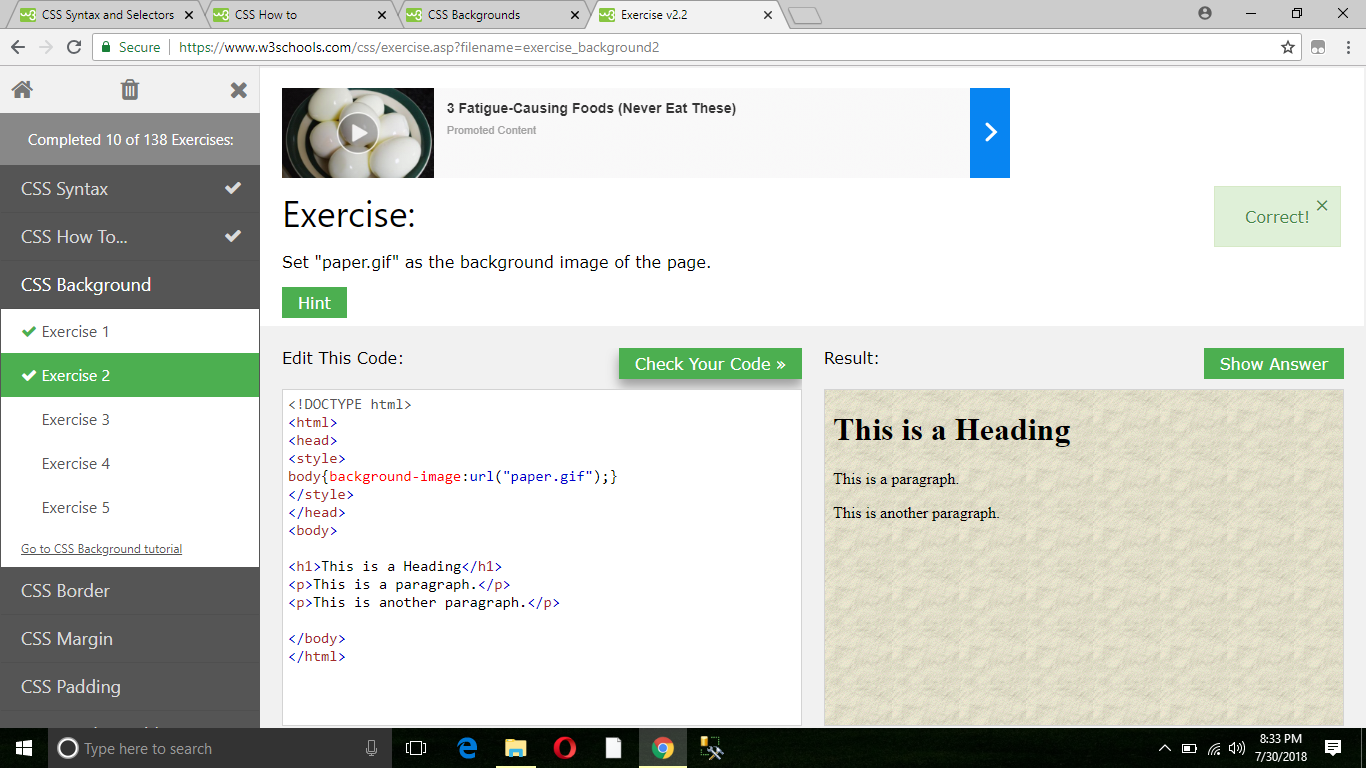 CSS Syntax and Selectors
CSS How to
CSS Backgrounds
Exercise v2.2
Secure
https://www.w3schools.com/css/exercise.asp?filename=exercise_background2
Completed 10 of 138 Exercises:
CSS Syntax
CSS How To...
CSS Background
Exercise 1
Exercise 2
Exercise 3
Exercise 4
Exercise 5
Go to CSS Background tutorial
CSS Border
CSS Margin
CSS Padding
3 Fatigue-Causing Foods (Never Eat These)
Promoted Content
Exercise:
Correct!
Set "paper.gif" as the background image of the page.
Hint
Edit This Code:
Check Your Code »
<!DOCTYPE html>
<html>
<head>
<style>
body{background-image:url("paper.gif");}
</style>
</head>
<body>
<h1>This is a Heading</h1>
<p>This is a paragraph.</p>
<p>This is another paragraph.</p>
</body>
</html>
Result:
Show Answer
This is a Heading
This is a paragraph.
This is another paragraph.
Type here to search
8:33 PM
7/30/2018